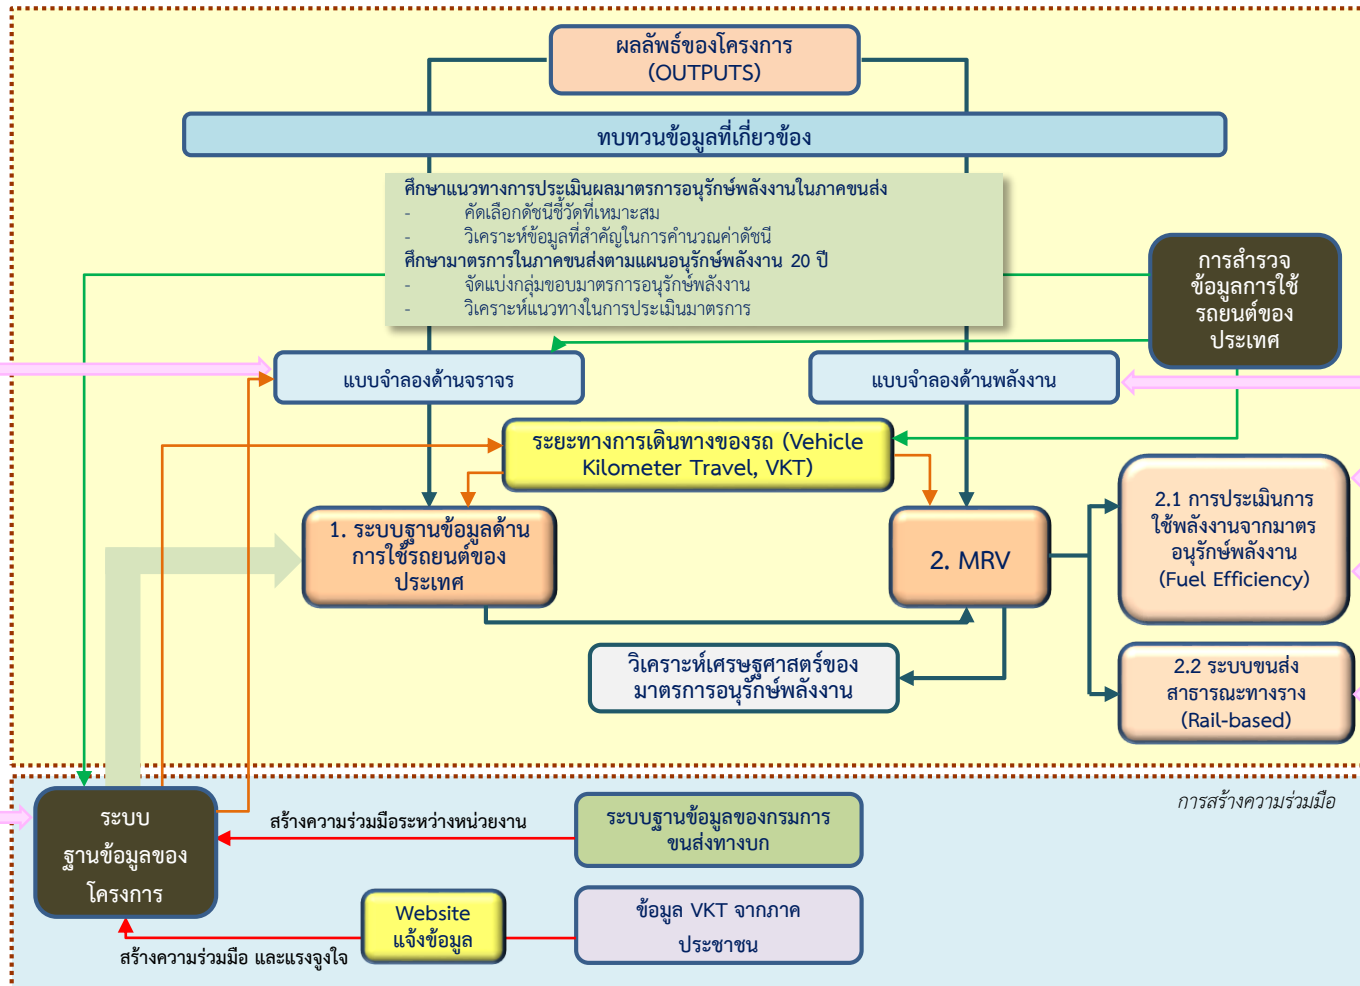 ผลลัพธ์ของโครงการ
(OUTPUTS)
ทบทวนข้อมูลที่เกี่ยวข้อง
ศึกษาแนวทางการประเมินผลมาตรการอนุรักษ์พลังงานในภาคขนส่ง
- คัดเลือกดัชนีชี้วัดที่เหมาะสม
- วิเคราะห์ข้อมูลที่สำคัญในการคำนวณค่าดัชนี
ศึกษามาตรการในภาคขนส่งตามแผนอนุรักษ์พลังงาน 20 ปี
- จัดแบ่งกลุ่มขอบมาตรการอนุรักษ์พลังงาน
- วิเคราะห์แนวทางในการประเมินมาตรการ
การสำรวจ
ข้อมูลการใช้
รถยนต์ของ
ประเทศ
แบบจำลองด้านจราจร
แบบจำลองด้านพลังงาน
ระยะทางการเดินทางของรถ (Vehicle
Kilometer Travel, VKT)
1. ระบบฐานข้อมูลด้าน
การใช้รถยนต์ของ
ประเทศ
2. MRV
2.1 การประเมินการ
ใช้พลังงานจากมาตร
อนุรักษ์พลังงาน
(Fuel Efficiency)
วิเคราะห์เศรษฐศาสตร์ของ
มาตรการอนุรักษ์พลังงาน
2.2 ระบบขนส่ง
สาธารณะทางราง
(Rail-based)
การสร้างความร่วมมือ
ระบบ
ฐานข้อมูลของ
โครงการ
สร้างความร่วมมือระหว่างหน่วยงาน
ระบบฐานข้อมูลของกรมการ
ขนส่งทางบก
Website
แจ้งข้อมูล
ข้อมูล VKT จากภาค
ประชาชน
สร้างความร่วมมือ และแรงจูงใจ